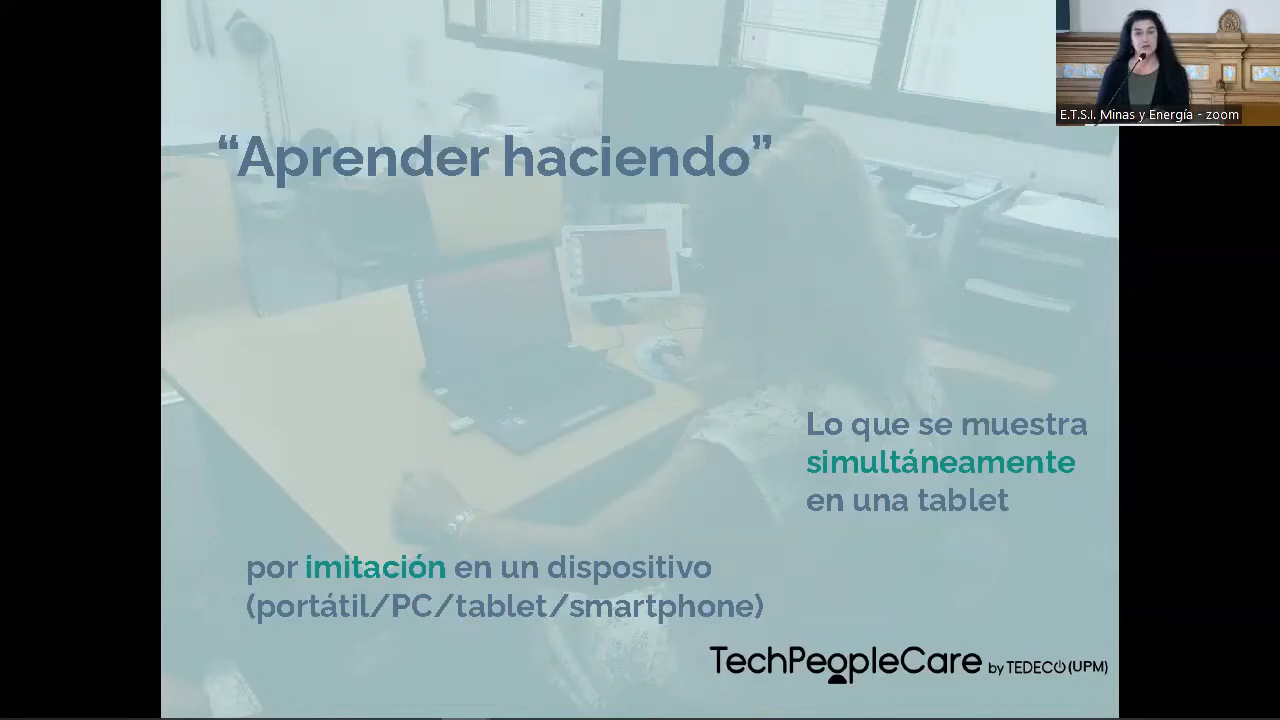 “Aprender haciendo”
E.T.S.I. Minas y Energía - zoom
Lo que se muestra
simultáneamente
en una tablet
por imitación en un dispositivo
(portátil/PC/tablet/smartphone)
TechPeopleCare by TEDECO (UPM)